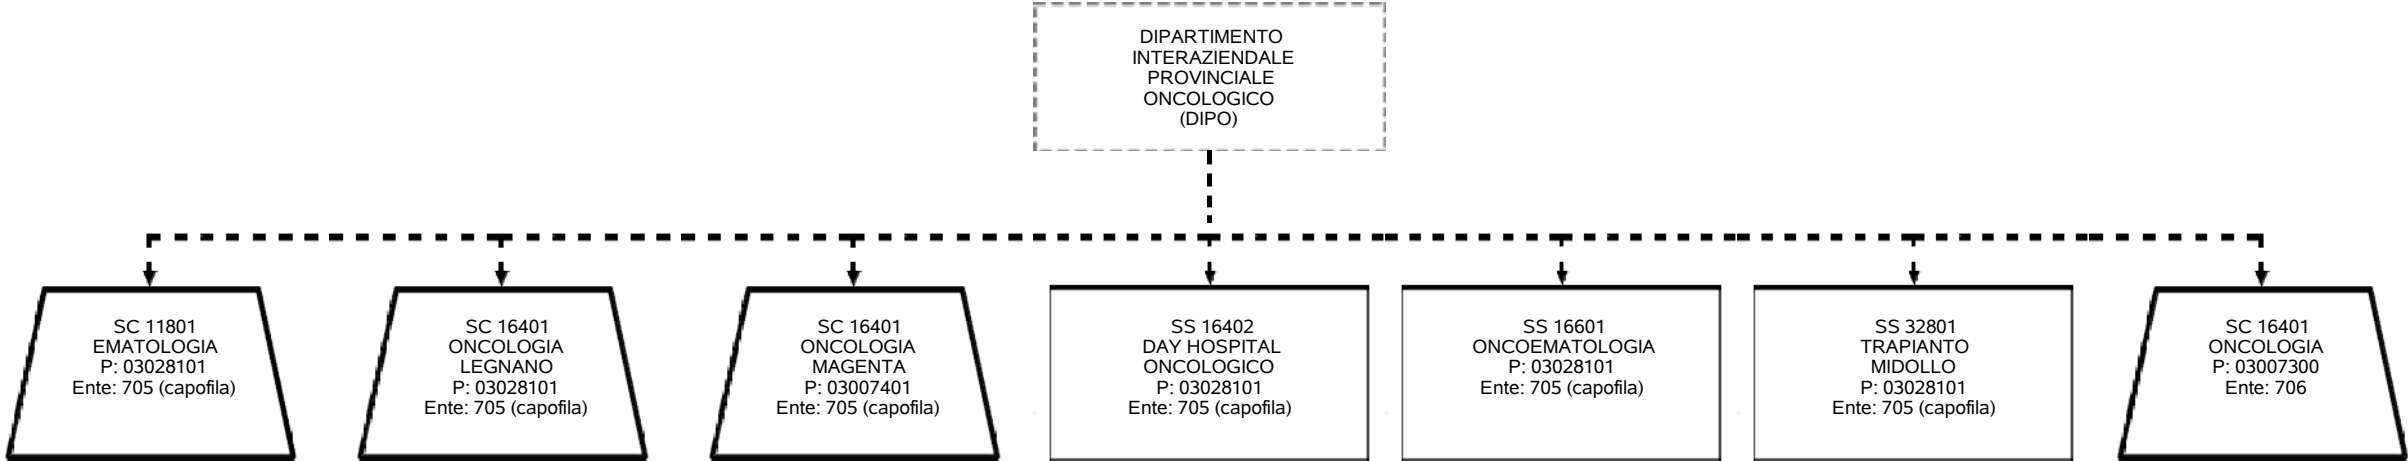 DIPARTIMENTO
INTERAZIENDALE
PROVINCIALE
ONCOLOGICO
(DIPO)
SC 11801
EMATOLOGIA
P: 03028101
Ente: 705 (capofila)
SC 16401
ONCOLOGIA
LEGNANO
P: 03028101
Ente: 705 (capofila)
SC 16401
ONCOLOGIA
MAGENTA
P: 03007401
Ente: 705 (capofila)
SS 16402
DAY HOSPITAL
ONCOLOGICO
P: 03028101
Ente: 705 (capofila)
SS 16601
ONCOEMATOLOGIA
P: 03028101
Ente: 705 (capofila)
SS 32801
TRAPIANTO
MIDOLLO
P: 03028101
Ente: 705 (capofila)
SC 16401
ONCOLOGIA
P: 03007300
Ente: 706